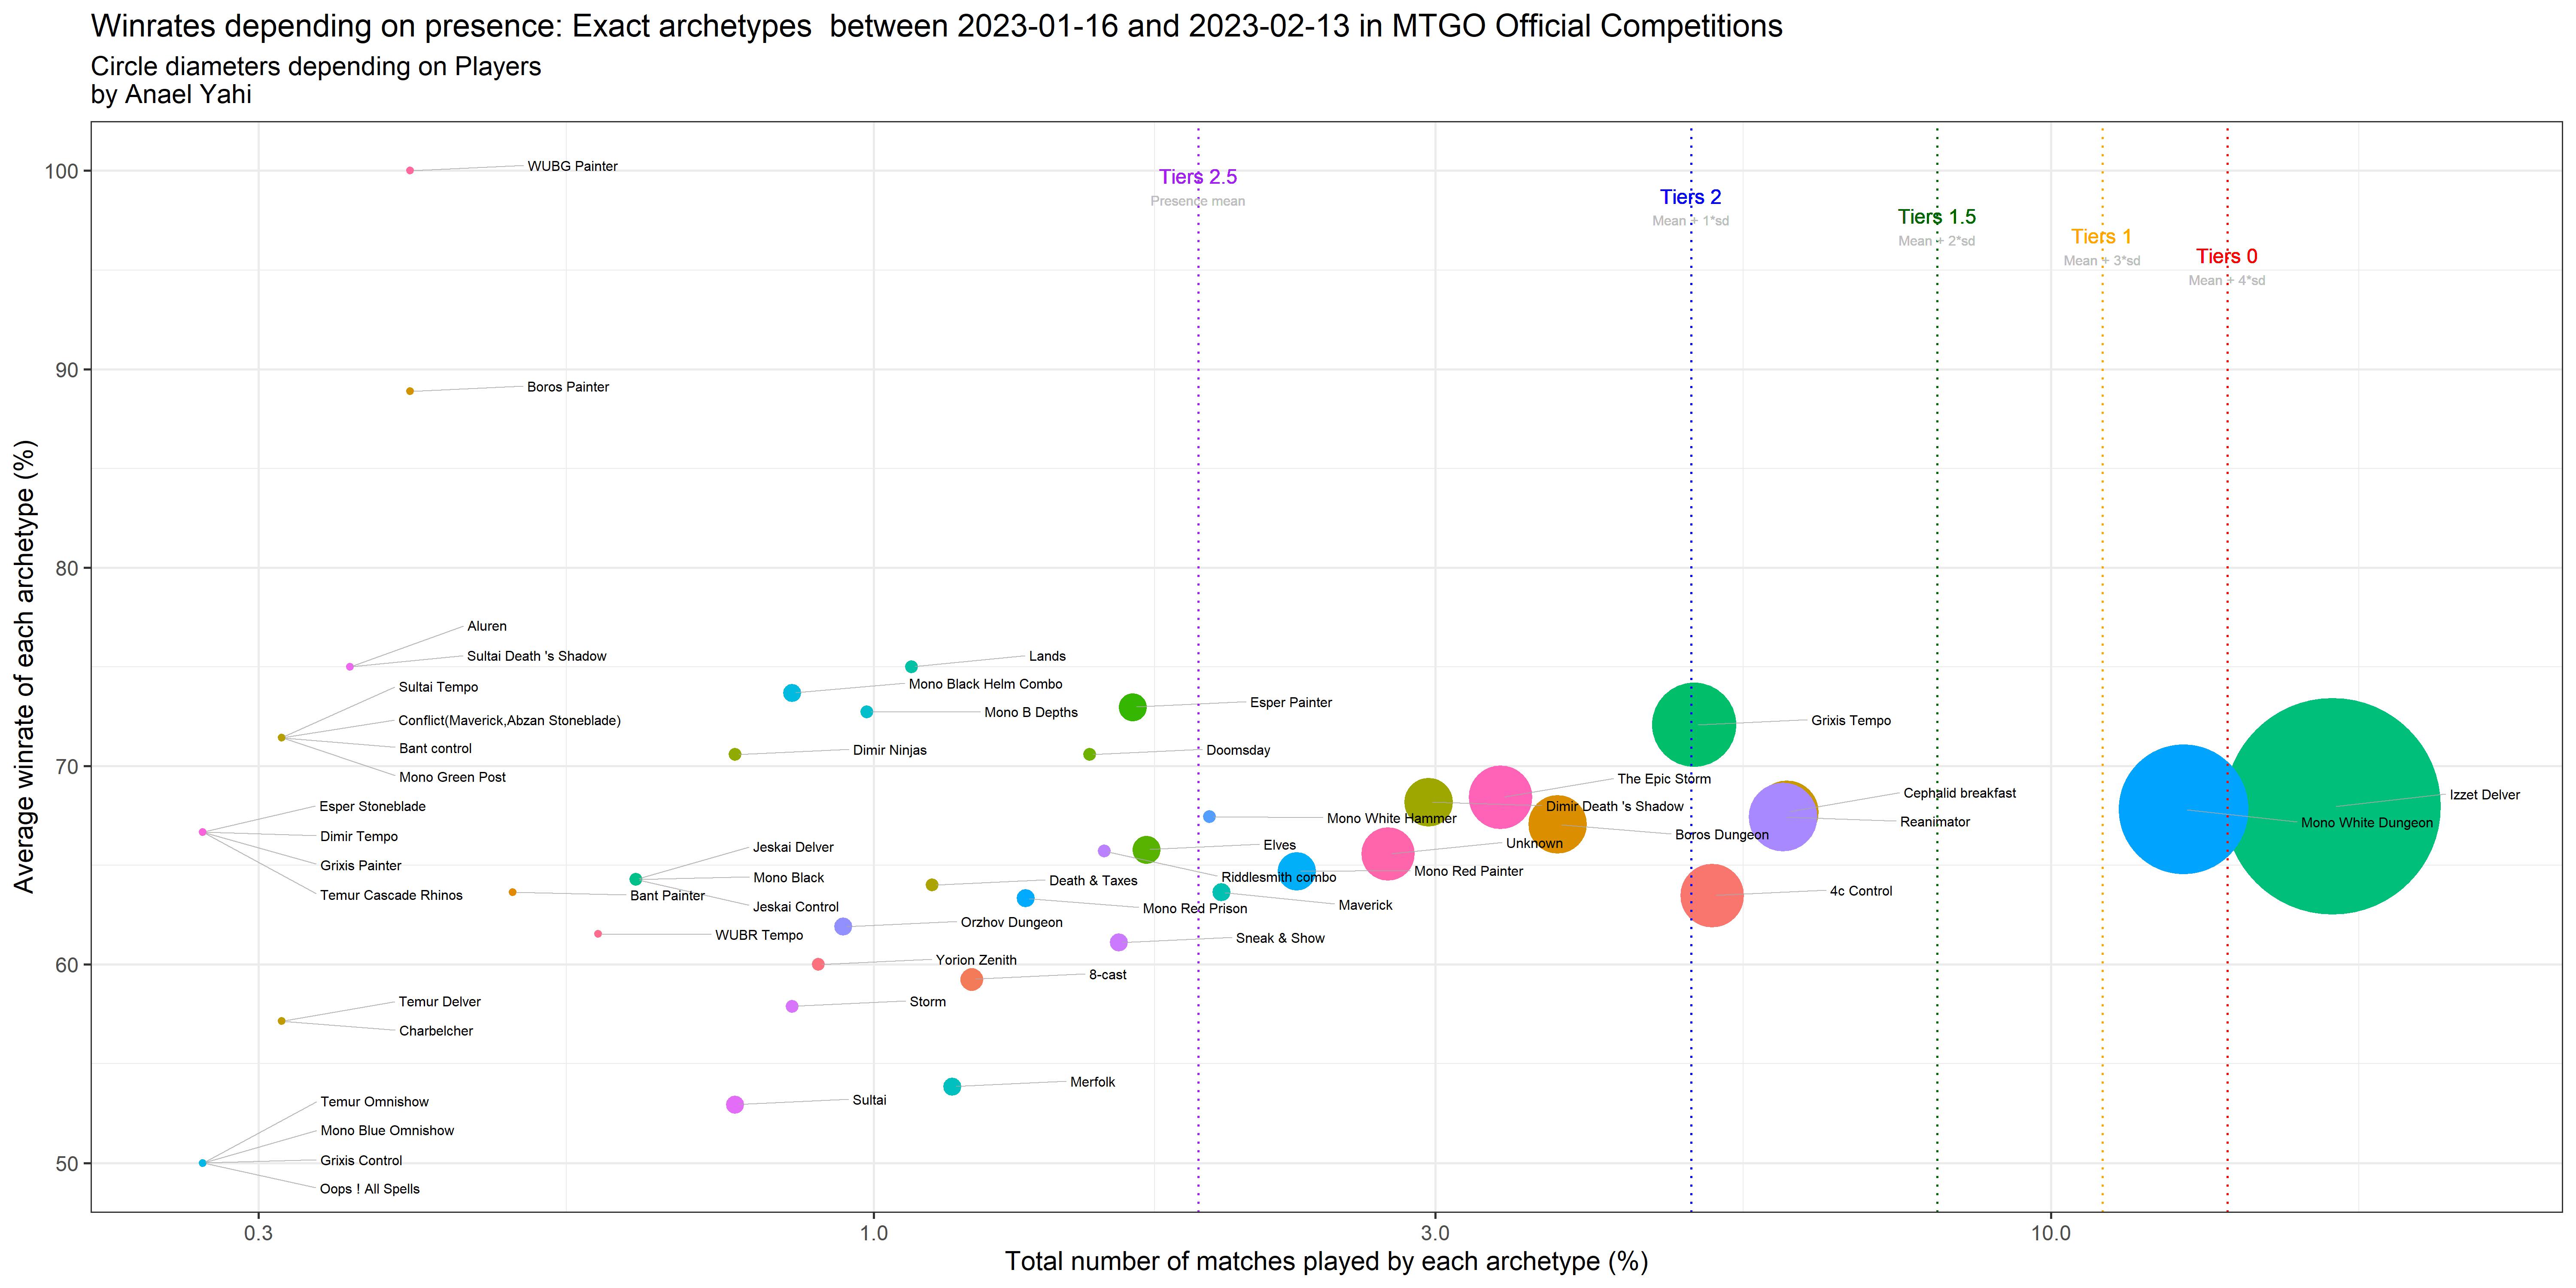 Winrates depending on presence: Exact archetypes  between 2023-01-16 and 2023-02-13 in MTGO Official Competitions
Circle diameters depending on Players
by Anael Yahi
Average winrate of each archetype (%)
100
90
80
70
60
50
WUBG Painter
Tiers 2.5
Presence mean
Tiers 2
Mean + 1*sd
Tiers 1.5
Mean + 2*sd
Tiers 1
Mean + 3*sd
Tiers 0
Mean + 4*sd
Boros Painter
Aluren
Sultai Death 's Shadow
Lands
Sultai Tempo
Mono Black Helm Combo
Esper Painter
Mono B Depths
Conflict(Maverick,Abzan Stoneblade)
Grixis Tempo
Bant control
Dimir Ninjas
Doomsday
Mono Green Post
The Epic Storm
Cephalid breakfast
Izzet Delver
Esper Stoneblade
Dimir Death 's Shadow
Mono White Hammer
Reanimator
Mono White Dungeon
Dimir Tempo
Boros Dungeon
Jeskai Delver
Elves
Unknown
Grixis Painter
Mono Red Painter
Mono Black
Riddlesmith combo
Death & Taxes
4c Control
Temur Cascade Rhinos
Bant Painter
Jeskai Control
Mono Red Prison
Maverick
Orzhov Dungeon
WUBR Tempo
Sneak & Show
Yorion Zenith
8-cast
Temur Delver
Storm
Charbelcher
Merfolk
Sultai
Temur Omnishow
Mono Blue Omnishow
Grixis Control
Oops ! All Spells
0.3
1.0
3.0
10.0
Total number of matches played by each archetype (%)